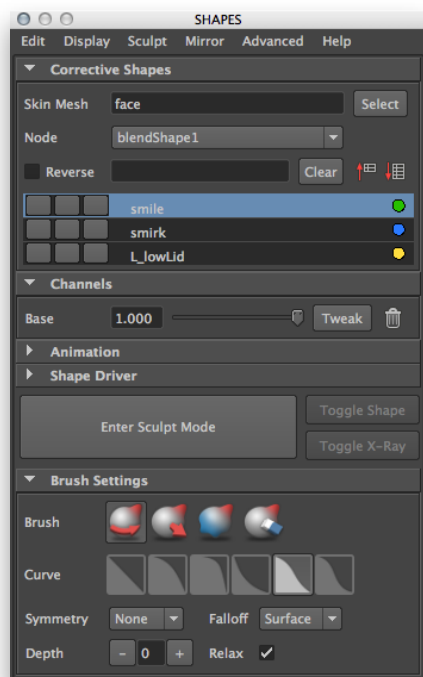 SHAPES
Edit Display Sculpt Mirror Advanced Help
Corrective Shapes
Skin Mesh face Select
Node blendShape1
Reverse Clear
smile
smirk
L_lowLid
Channels
Base 1.000 Tweak
Animation
Shape Driver
Enter Sculpt Mode Toggle Shape
Toggle X-Ray
Brush Settings
Brush
Curve
Symmetry None Falloff Surface
Depth - 0 + Relax